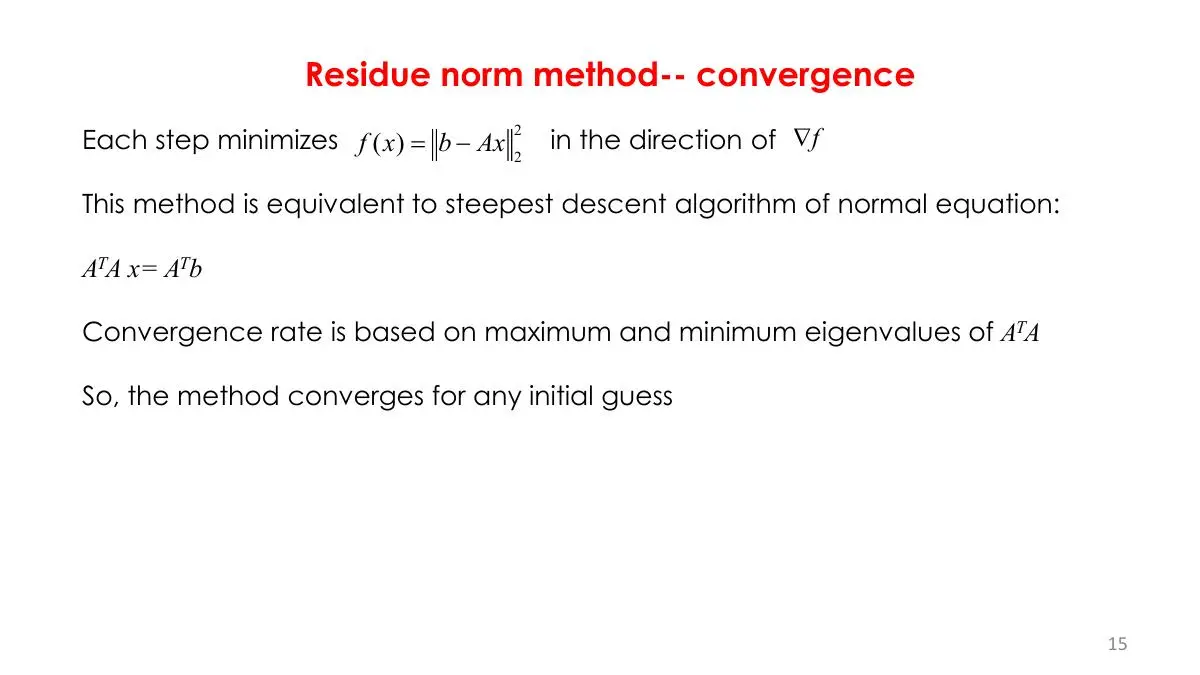 Residue norm method-- convergence
Each step minimizes f(x) = ‖b − Ax‖₂² in the direction of ∇f
This method is equivalent to steepest descent algorithm of normal equation:
AᵀA x= Aᵀb
Convergence rate is based on maximum and minimum eigenvalues of AᵀA
So, the method converges for any initial guess
15